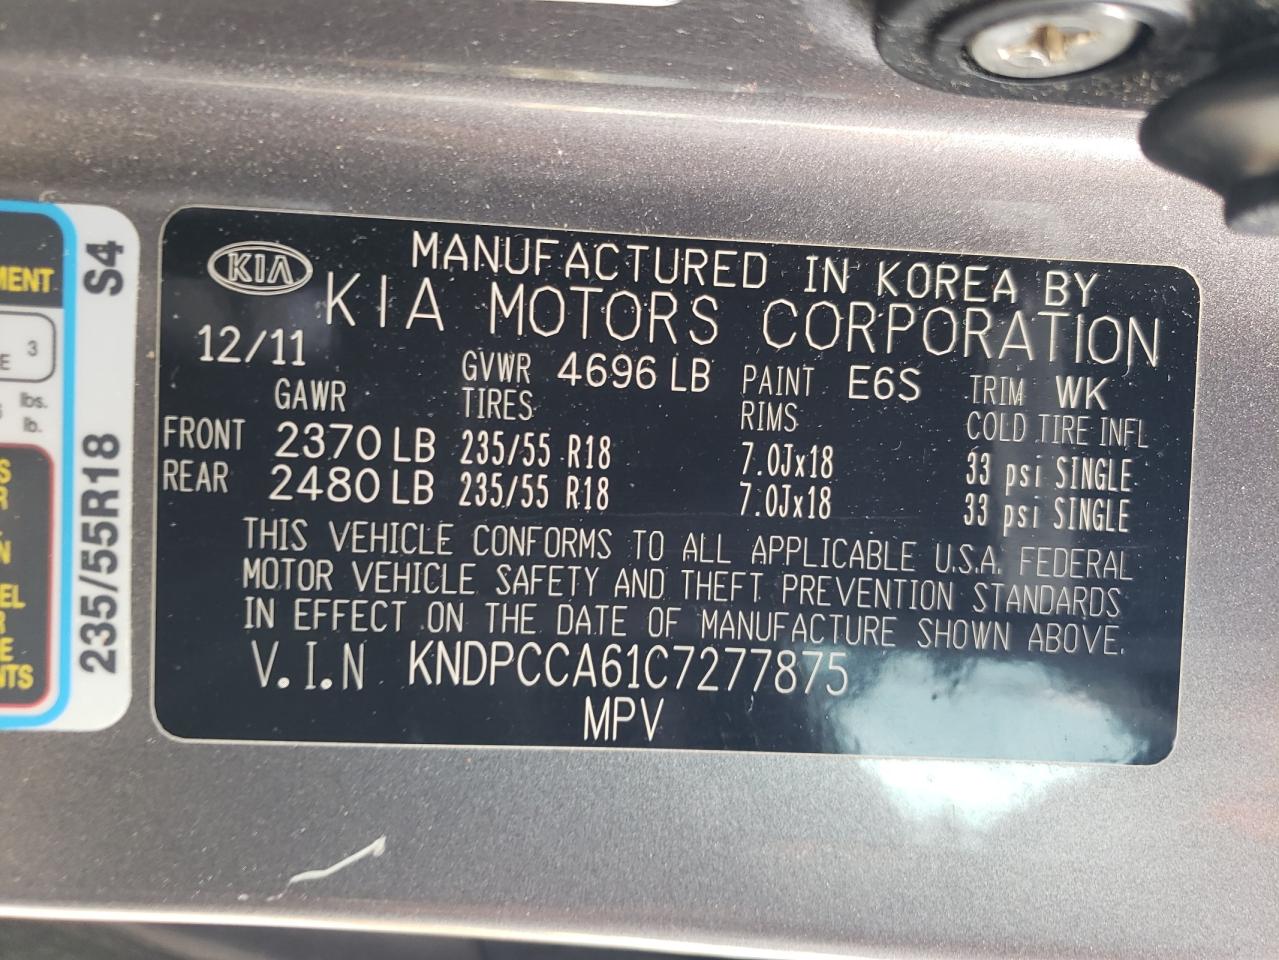 KIA
MANUFACTURED IN KOREA BY
KIA MOTORS CORPORATION
12/11 GVWR 4696 LB PAINT E6S TRIM WK
GAWR TIRES RIMS COLD TIRE INFL
FRONT 2370 LB 235/55 R18 7.0Jx18 33 psi SINGLE
REAR 2480 LB 235/55 R18 7.0Jx18 33 psi SINGLE
THIS VEHICLE CONFORMS TO ALL APPLICABLE U.S.A. FEDERAL
MOTOR VEHICLE SAFETY AND THEFT PREVENTION STANDARDS
IN EFFECT ON THE DATE OF MANUFACTURE SHOWN ABOVE.
V.I.N KNDPCCA61C7277875
MPV
235/55R18 S4
3
lbs.
lb.